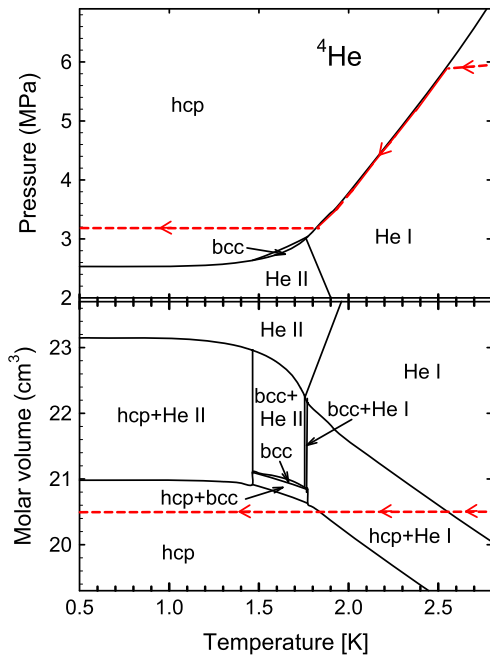 ⁴He
6
hcp
5
Pressure (MPa)
4
3
bcc
He I
He II
2
He II
23
He I
22
bcc+
He II
hcp+He II
bcc+He I
bcc
21
hcp+bcc
Molar volume (cm³)
20
hcp
hcp+He I
0.5 1.0 1.5 2.0 2.5
Temperature [K]